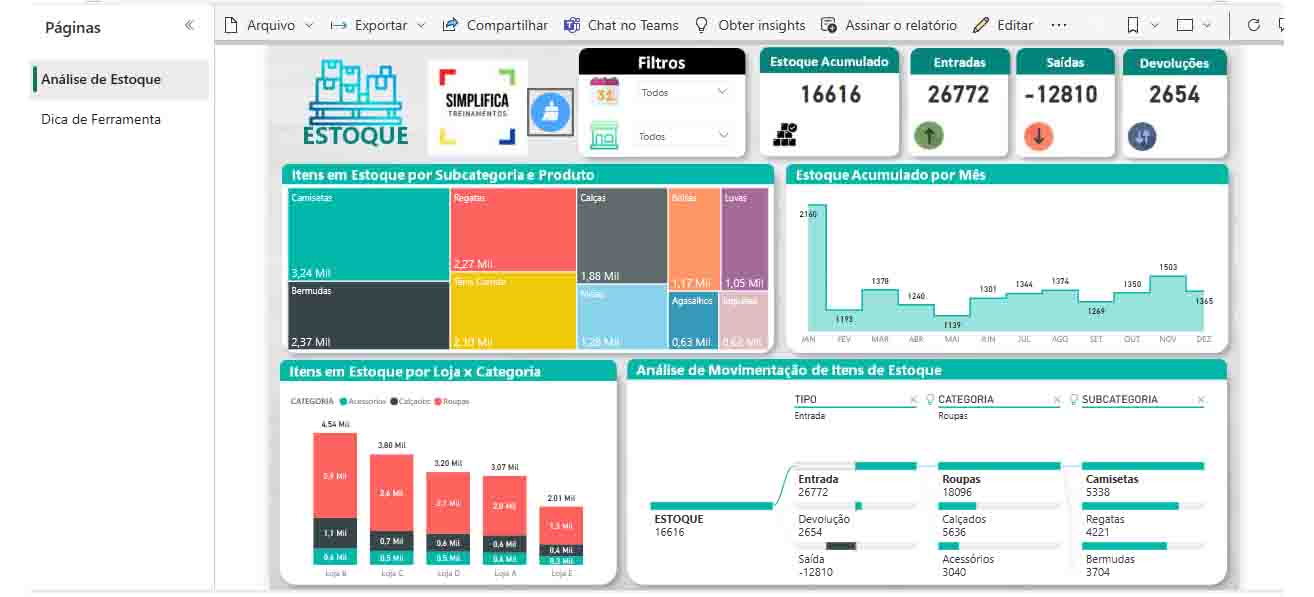 Páginas
«
Arquivo
Exportar
Compartilhar
Chat no Teams
Obter insights
Assinar o relatório
Editar
...
Análise de Estoque
Dica de Ferramenta
ESTOQUE
SIMPLIFICA
TREINAMENTOS
Filtros
31
Todos
Todos
Estoque Acumulado
16616
Entradas
26772
Saídas
-12810
Devoluções
2654
Itens em Estoque por Subcategoria e Produto
Camisetas
3,24 Mil
Bermudas
2,37 Mil
Regatas
2,27 Mil
Tenis Corrida
2,10 Mil
Calças
1,88 Mil
1,28 Mil
Bolsas
1,17 Mil
Luvas
1,05 Mil
Agasalhos
0,63 Mil
0,62 Mil
Estoque Acumulado por Mês
2160
1193
1378
1240
1139
1301
1344
1374
1269
1350
1503
1365
JAN FEV MAR ABR MAI JUN JUL AGO SET OUT NOV DEZ
Itens em Estoque por Loja x Categoria
CATEGORIA Acessorios Calçados Roupas
4,54 Mil
1,1 Mil
0,6 Mil
Loja B
3,80 Mil
2,6 Mil
0,7 Mil
0,5 Mil
Loja C
3,20 Mil
2,1 Mil
0,6 Mil
0,5 Mil
Loja D
3,07 Mil
2,0 Mil
0,6 Mil
0,4 Mil
Loja A
2,01 Mil
1,3 Mil
0,4 Mil
0,3 Mil
Loja E
Análise de Movimentação de Itens de Estoque
TIPO
Entrada
CATEGORIA
Roupas
SUBCATEGORIA
ESTOQUE
16616
Entrada
26772
Devolução
2654
Saída
-12810
Roupas
18096
Calçados
5636
Acessórios
3040
Camisetas
5338
Regatas
4221
Bermudas
3704